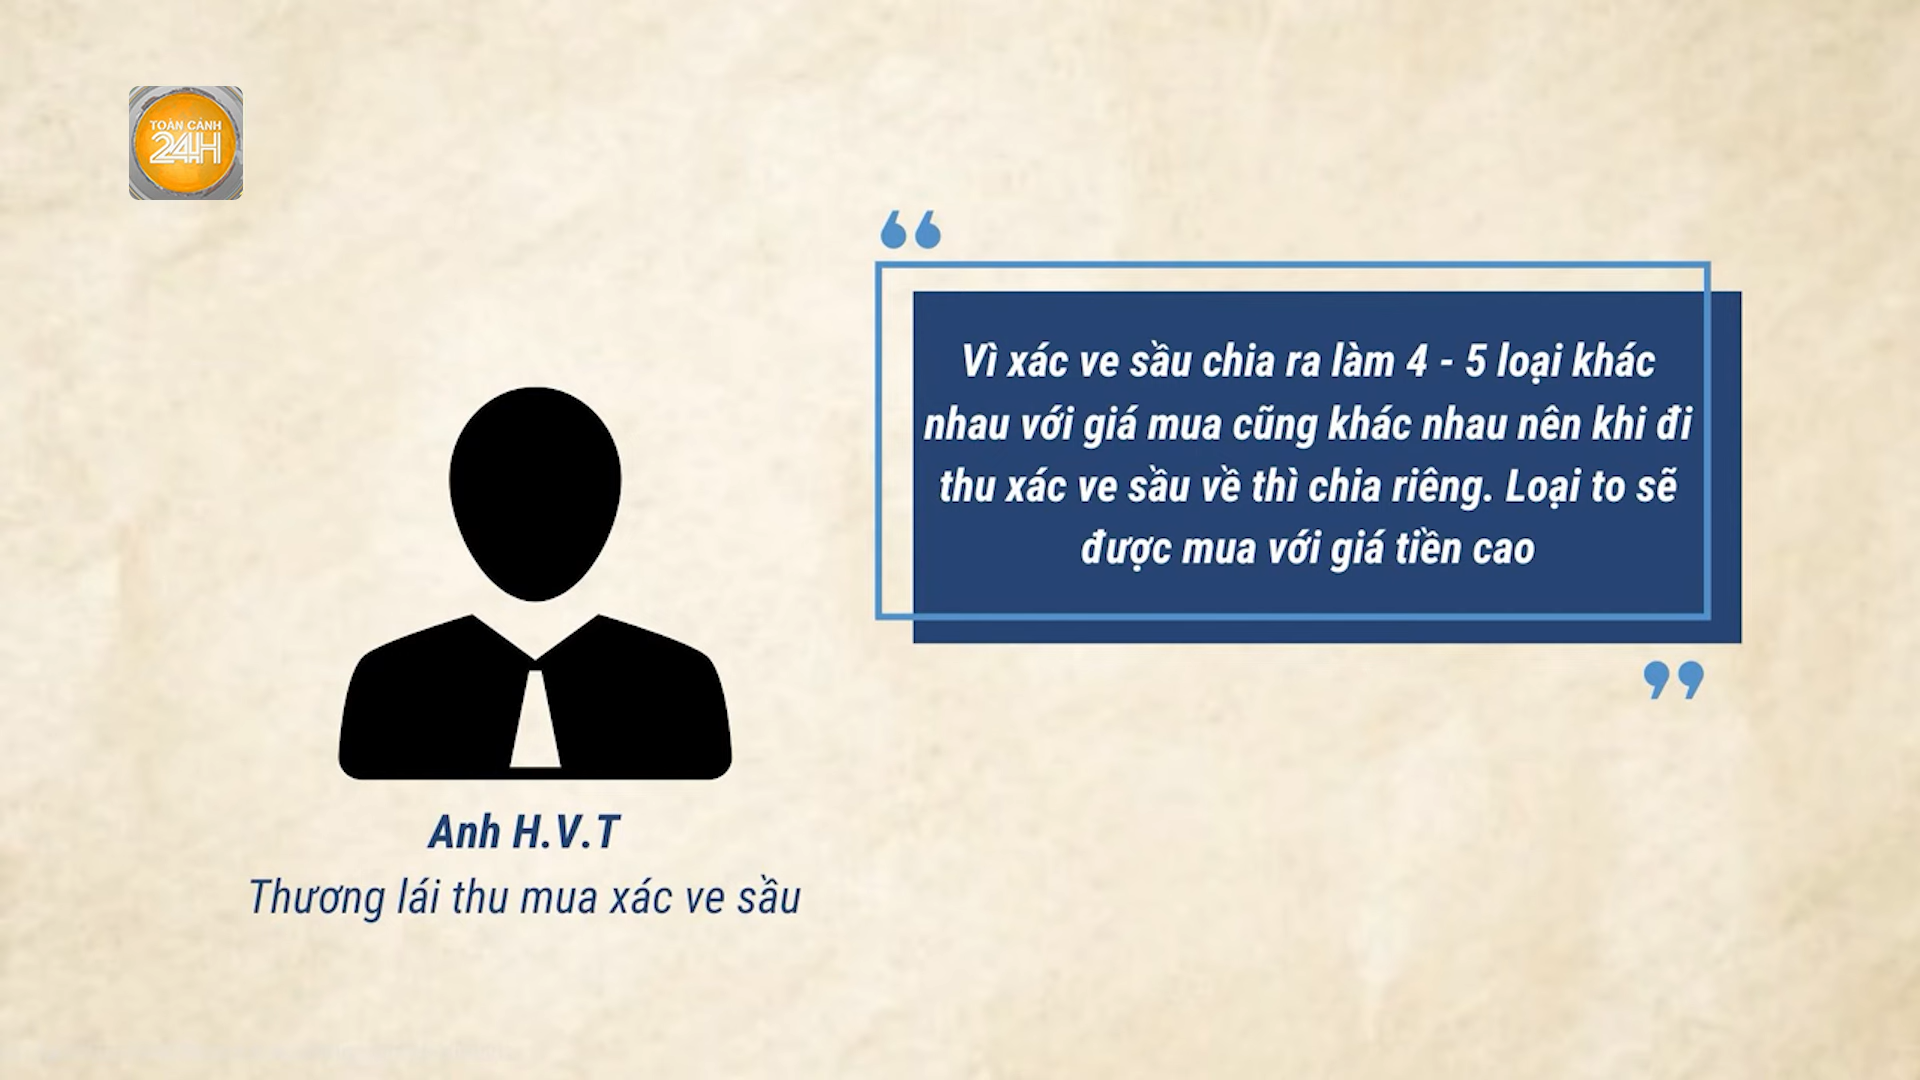 TOÀN CẢNH
24H
Vì xác ve sầu chia ra làm 4 - 5 loại khác
nhau với giá mua cũng khác nhau nên khi đi
thu xác ve sầu về thì chia riêng. Loại to sẽ
được mua với giá tiền cao
Anh H.V.T
Thương lái thu mua xác ve sầu